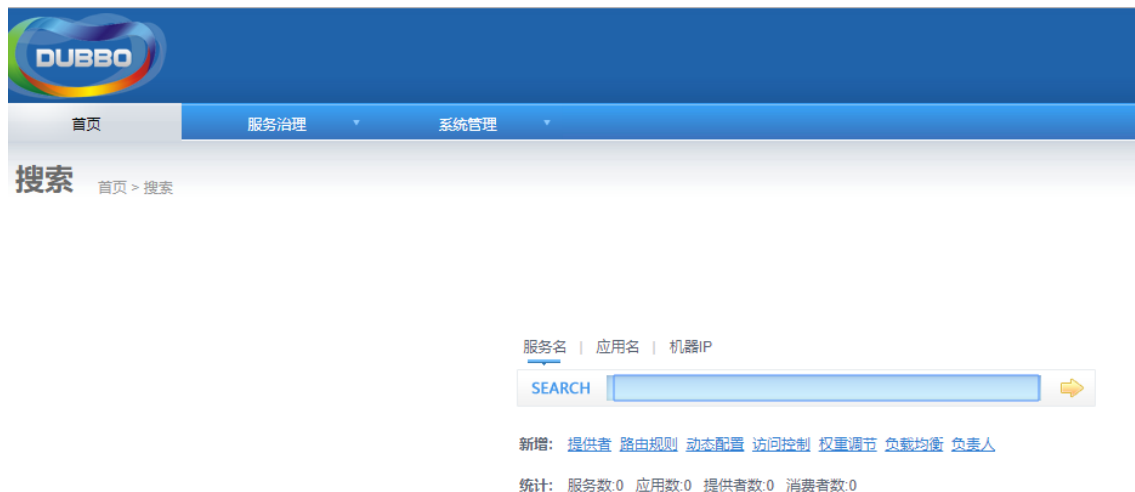 DUBBO
首页 服务治理 系统管理
搜索 首页 > 搜索
服务名 | 应用名 | 机器IP
SEARCH
新增: 提供者 路由规则 动态配置 访问控制 权重调节 负载均衡 负责人
统计: 服务数:0 应用数:0 提供者数:0 消费者数:0